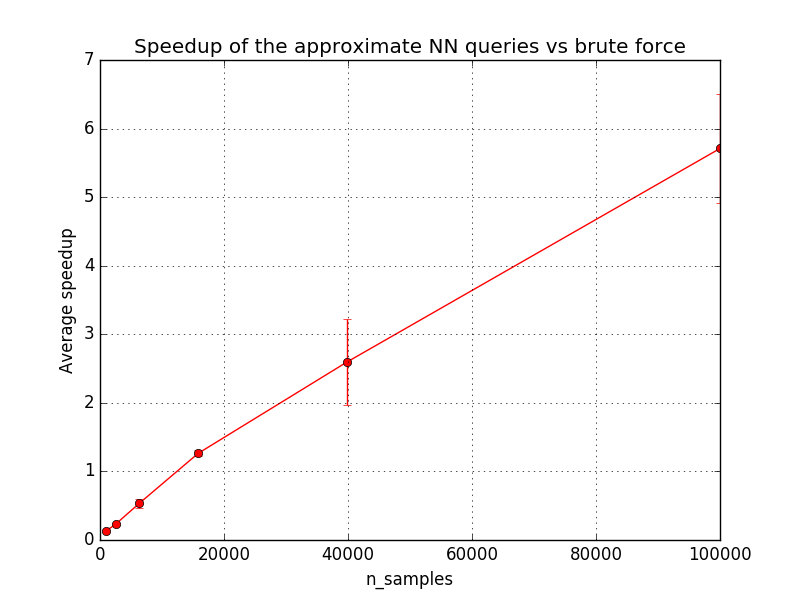 Speedup of the approximate NN queries vs brute force
7
6
5
4
3
2
1
0
Average speedup
0 20000 40000 60000 80000 100000
n_samples